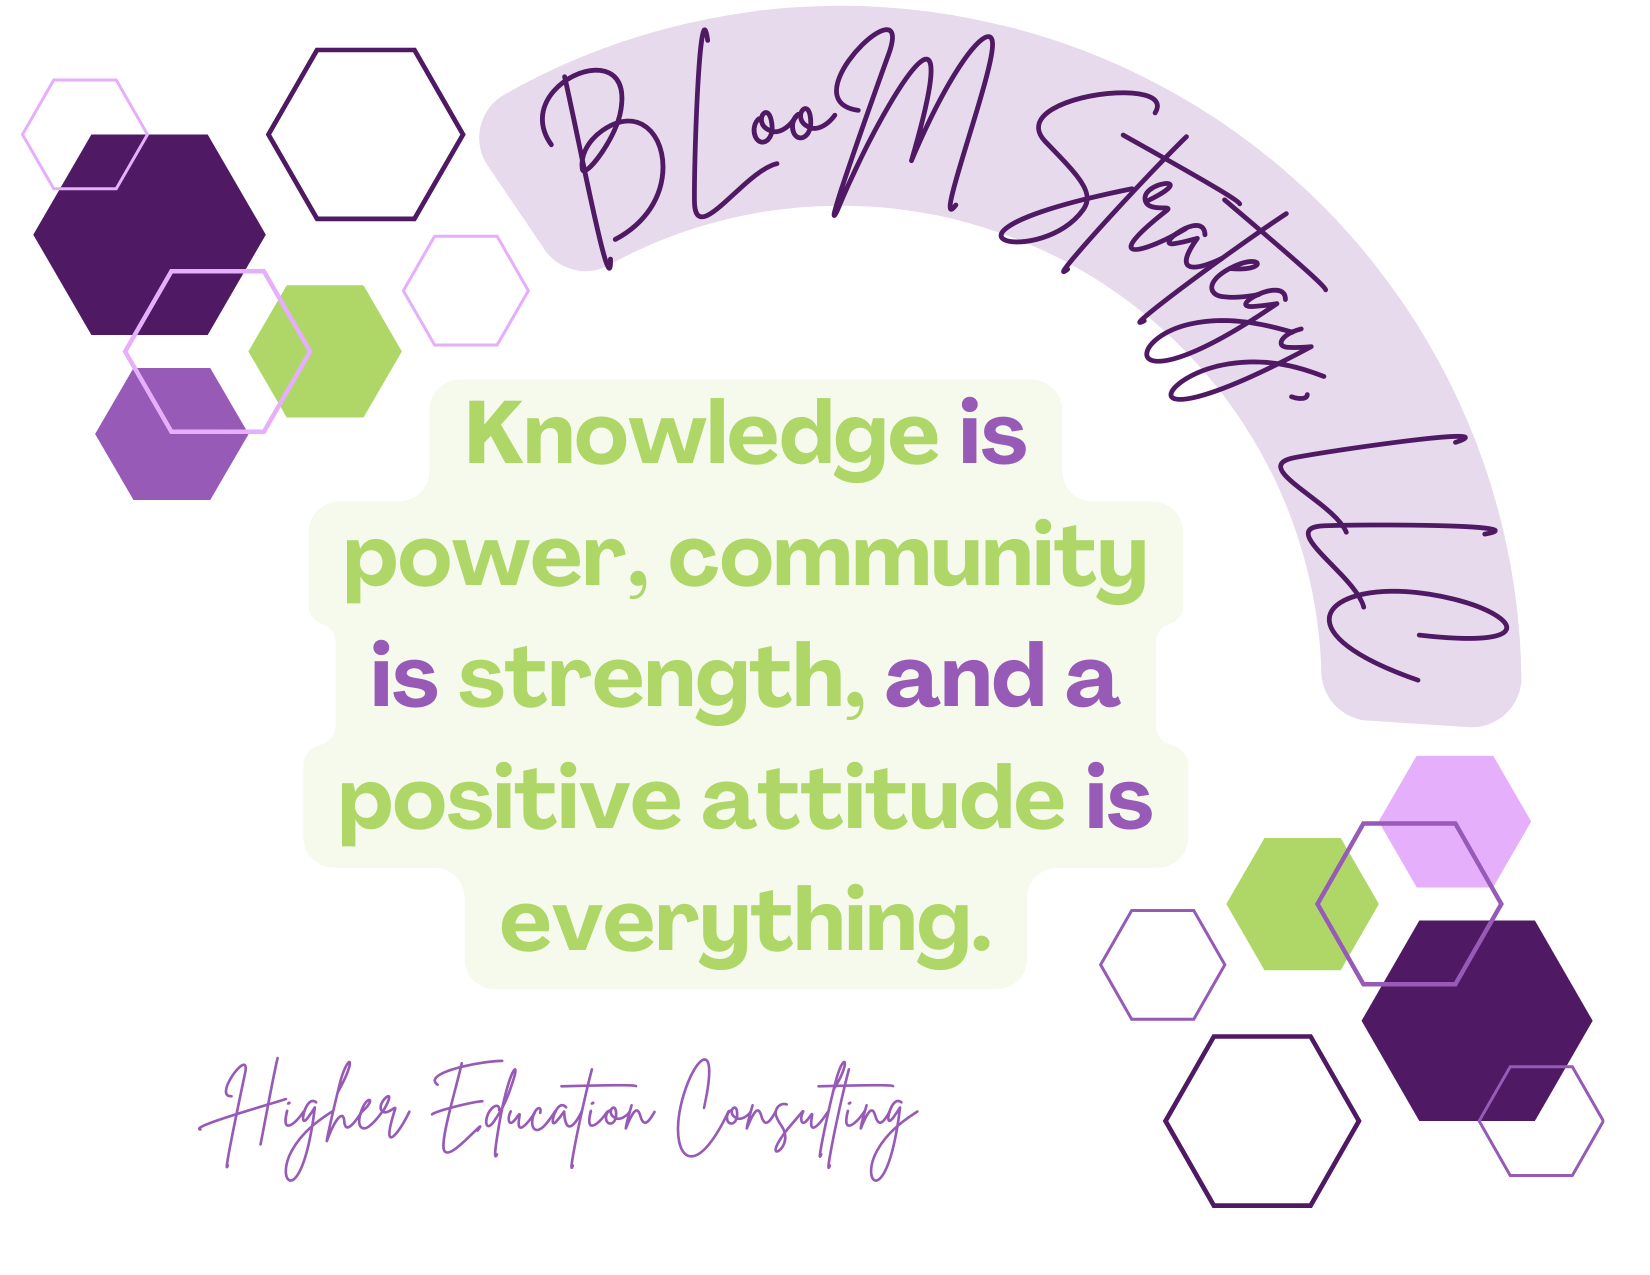 BLooM Strategy, LLC
Knowledge is
power, community
is strength, and a
positive attitude is
everything.
Higher Education Consulting